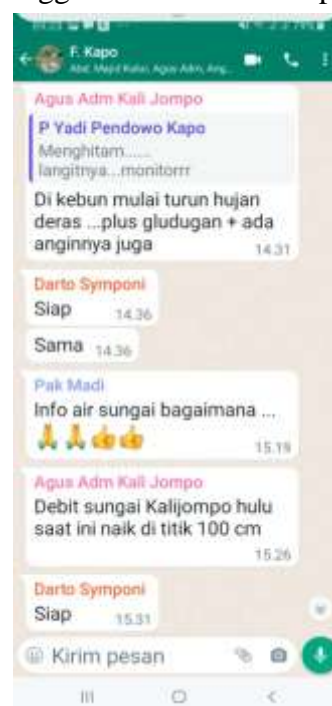 F. Kapo
Agus Adm Kali Jompo
P Yadi Pendowo Kapo
Menghitam......
langitnya...monitorrr
Di kebun mulai turun hujan
deras ...plus gludugan + ada
anginnya juga
14.31
Darto Symponi
Siap 14.36
Sama 14.36
Pak Madi
Info air sungai bagaimana ...
🙏🙏👍👍
15.19
Agus Adm Kali Jompo
Debit sungai Kalijompo hulu
saat ini naik di titik 100 cm
15.26
Darto Symponi
Siap 15.31
Kirim pesan